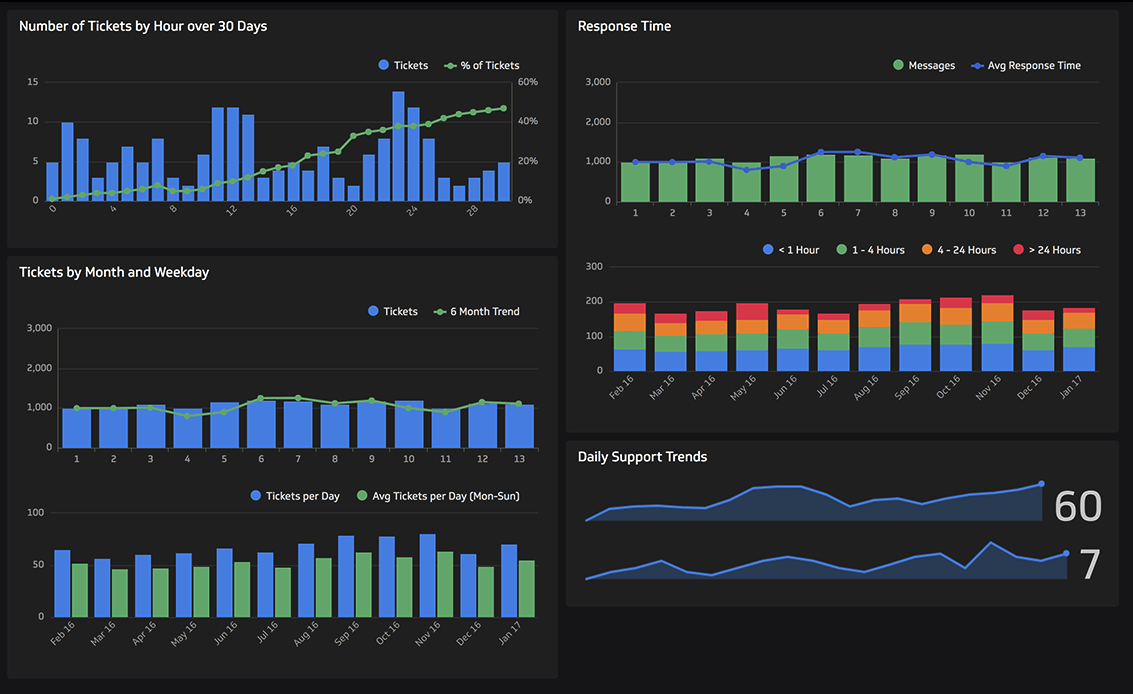 Number of Tickets by Hour over 30 Days
Tickets % of Tickets
15 60%
10 40%
5 20%
0 0%
0 4 8 12 16 20 24 28
Tickets by Month and Weekday
Tickets 6 Month Trend
3,000
2,000
1,000
0
1 2 3 4 5 6 7 8 9 10 11 12 13
Tickets per Day Avg Tickets per Day (Mon-Sun)
100
50
0
Feb 16 Mar 16 Apr 16 May 16 Jun 16 Jul 16 Aug 16 Sep 16 Oct 16 Nov 16 Dec 16 Jan 17
Response Time
Messages Avg Response Time
3,000
2,000
1,000
0
1 2 3 4 5 6 7 8 9 10 11 12 13
< 1 Hour 1 - 4 Hours 4 - 24 Hours > 24 Hours
300
200
100
0
Feb 16 Mar 16 Apr 16 May 16 Jun 16 Jul 16 Aug 16 Sep 16 Oct 16 Nov 16 Dec 16 Jan 17
Daily Support Trends
60
7